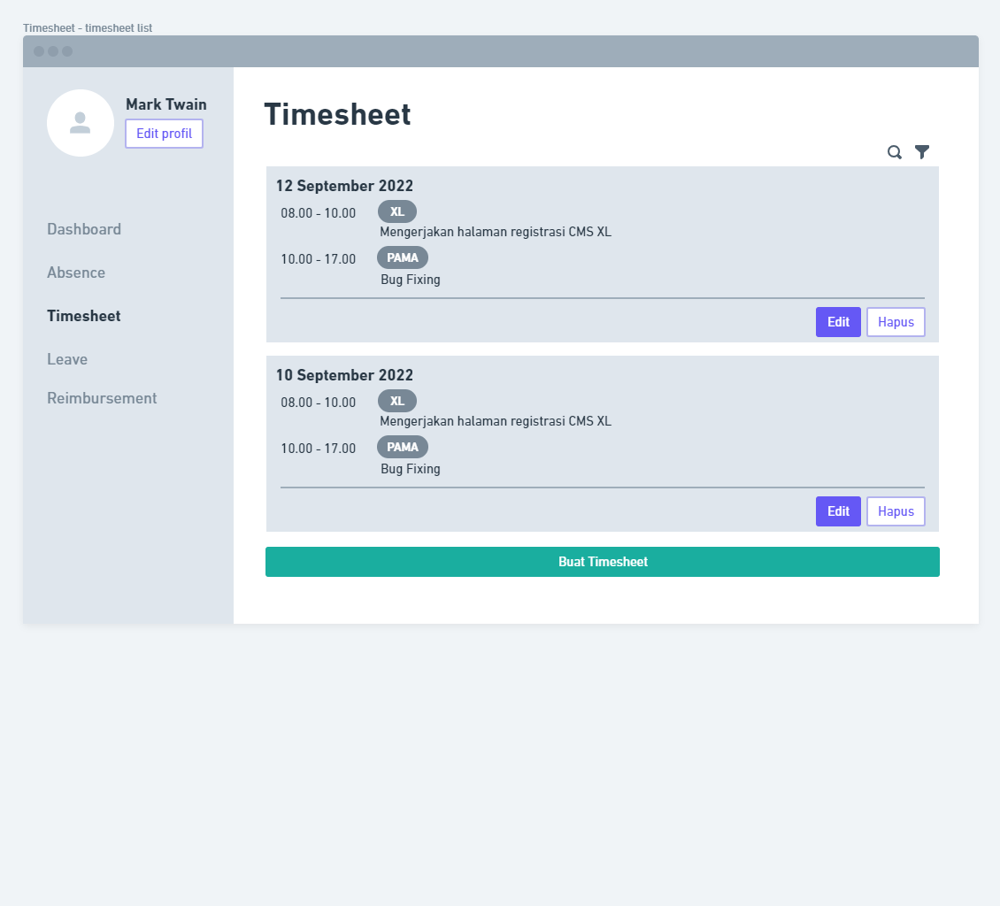 Timesheet - timesheet list
Mark Twain
Edit profil
Dashboard
Absence
Timesheet
Leave
Reimbursement
Timesheet
12 September 2022
08.00 - 10.00 XL
Mengerjakan halaman registrasi CMS XL
10.00 - 17.00 PAMA
Bug Fixing
Edit Hapus
10 September 2022
08.00 - 10.00 XL
Mengerjakan halaman registrasi CMS XL
10.00 - 17.00 PAMA
Bug Fixing
Edit Hapus
Buat Timesheet